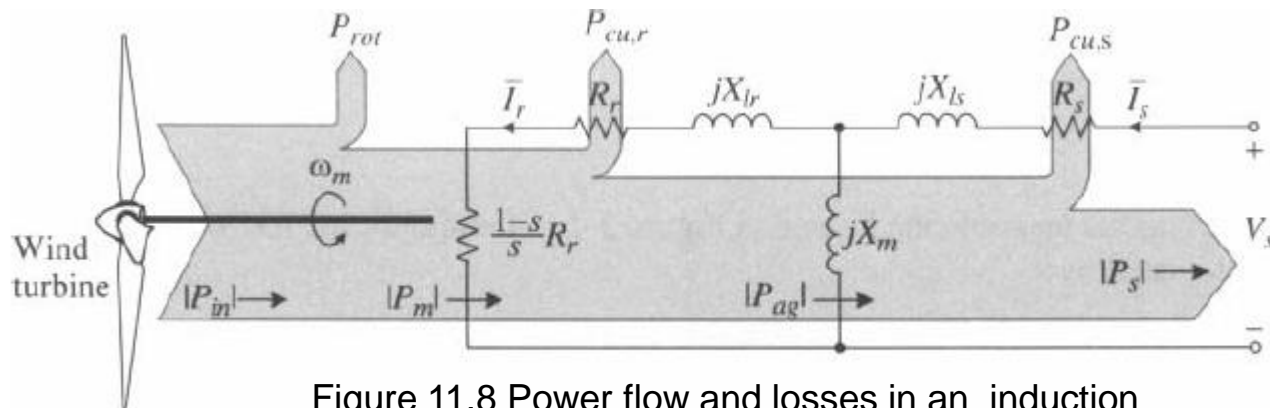 P_rot
P_cu,r
P_cu,s
Ī_r
R_r
jX_lr
jX_ls
R_s
Ī_s
+
ω_m
Wind
turbine
1–s/s R_r
jX_m
V_s
|P_in|
|P_m|
|P_ag|
|P_s|
–
Figure 11.8 Power flow and losses in an induction